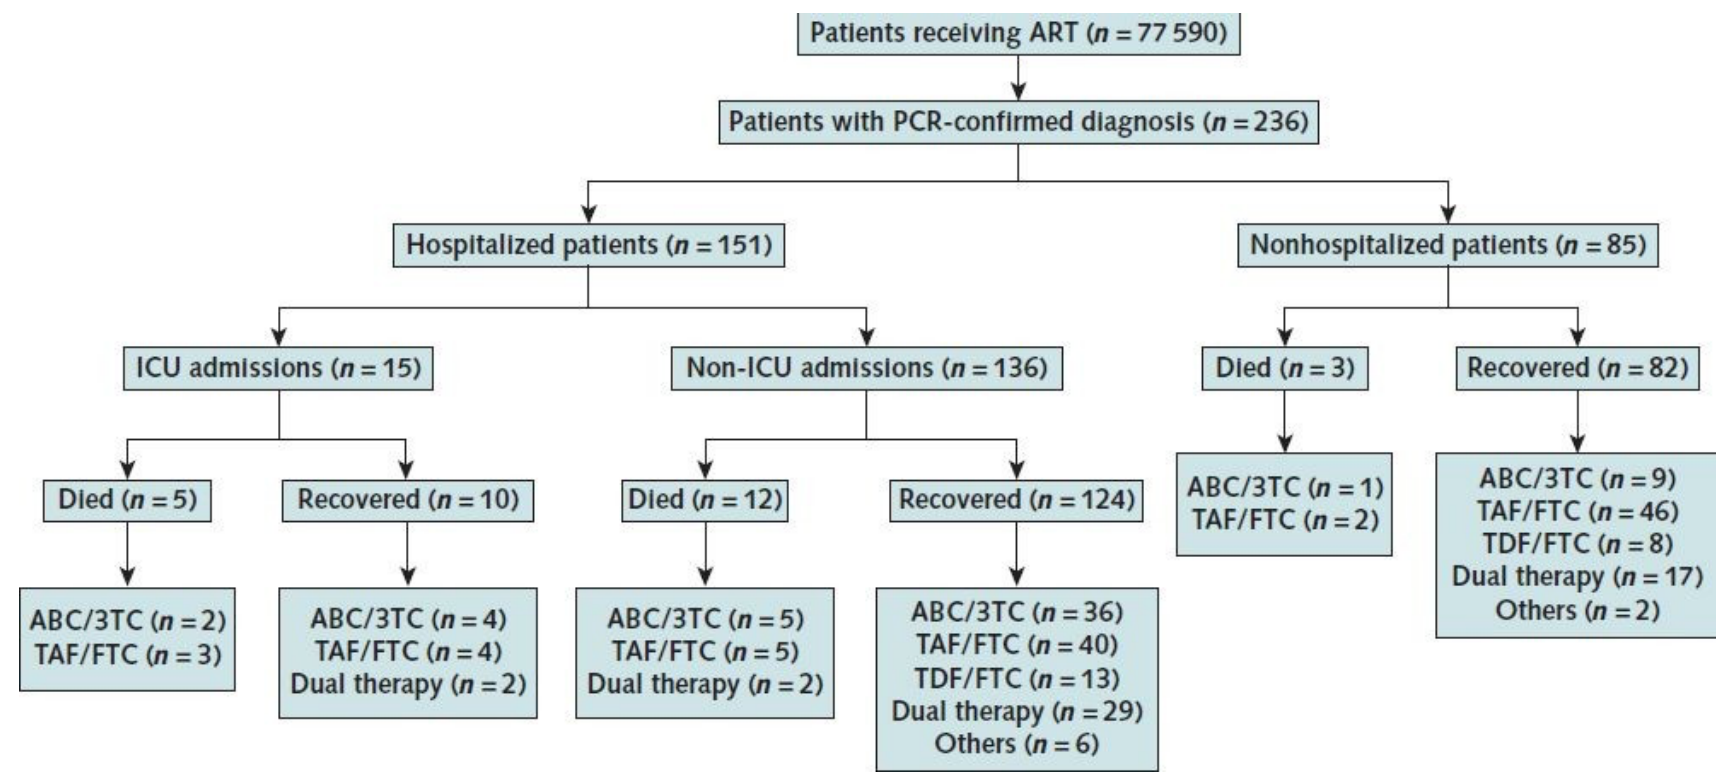 Patients receiving ART (n = 77 590)
Patients with PCR-confirmed diagnosis (n = 236)
Hospitalized patients (n = 151)
Nonhospitalized patients (n = 85)
ICU admissions (n = 15)
Non-ICU admissions (n = 136)
Died (n = 3)
Recovered (n = 82)
Died (n = 5)
Recovered (n = 10)
Died (n = 12)
Recovered (n = 124)
ABC/3TC (n = 1)
TAF/FTC (n = 2)
ABC/3TC (n = 9)
TAF/FTC (n = 46)
TDF/FTC (n = 8)
Dual therapy (n = 17)
Others (n = 2)
ABC/3TC (n = 2)
TAF/FTC (n = 3)
ABC/3TC (n = 4)
TAF/FTC (n = 4)
Dual therapy (n = 2)
ABC/3TC (n = 5)
TAF/FTC (n = 5)
Dual therapy (n = 2)
ABC/3TC (n = 36)
TAF/FTC (n = 40)
TDF/FTC (n = 13)
Dual therapy (n = 29)
Others (n = 6)